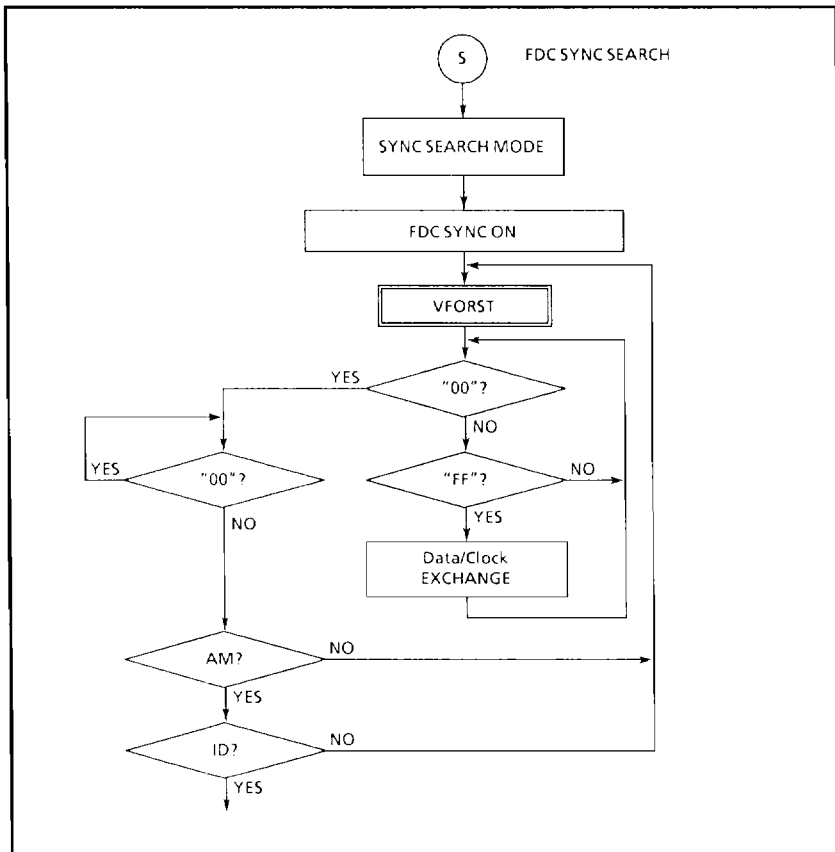 S
FDC SYNC SEARCH
SYNC SEARCH MODE
FDC SYNC ON
VFORST
"00"?
YES
NO
"00"?
YES
NO
"FF"?
NO
YES
Data/Clock
EXCHANGE
AM?
NO
YES
ID?
NO
YES